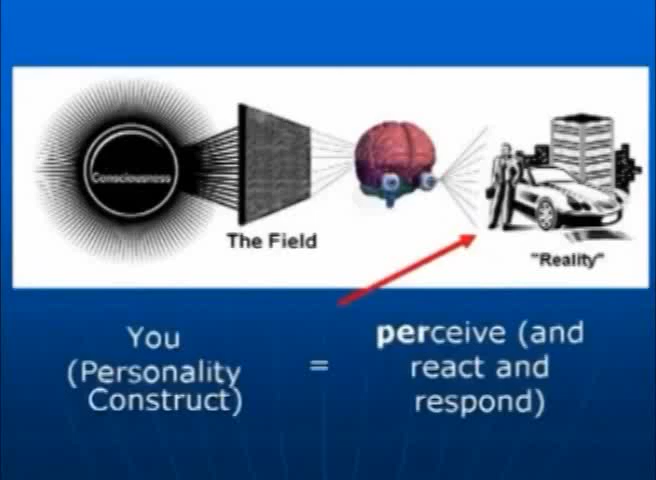 Consciousness
The Field
"Reality"
You
(Personality
Construct)
=
perceive (and
react and
respond)